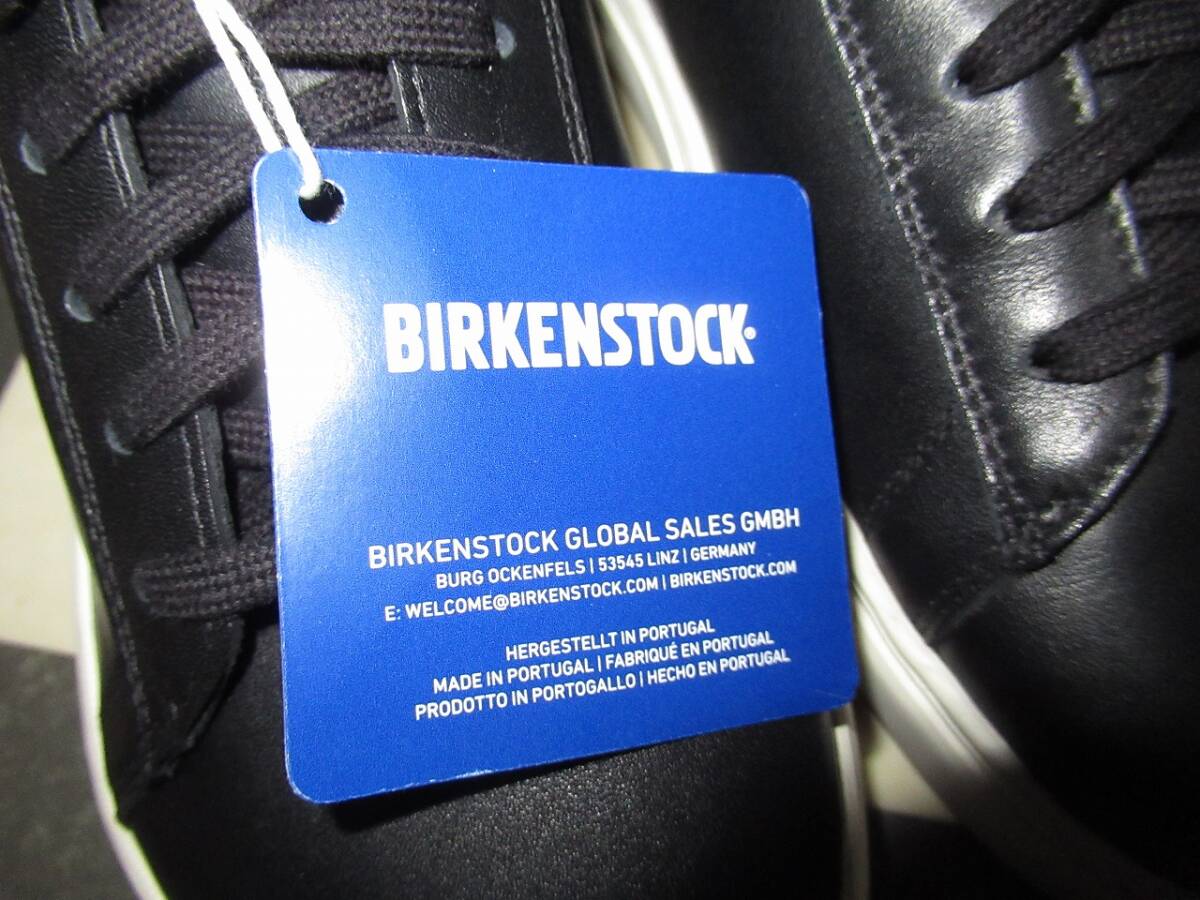 BIRKENSTOCK
BIRKENSTOCK GLOBAL SALES GMBH
BURG OCKENFELS | 53545 LINZ | GERMANY
E: WELCOME@BIRKENSTOCK.COM | BIRKENSTOCK.COM
HERGESTELLT IN PORTUGAL
MADE IN PORTUGAL | FABRIQUÉ EN PORTUGAL
PRODOTTO IN PORTOGALLO | HECHO EN PORTUGAL